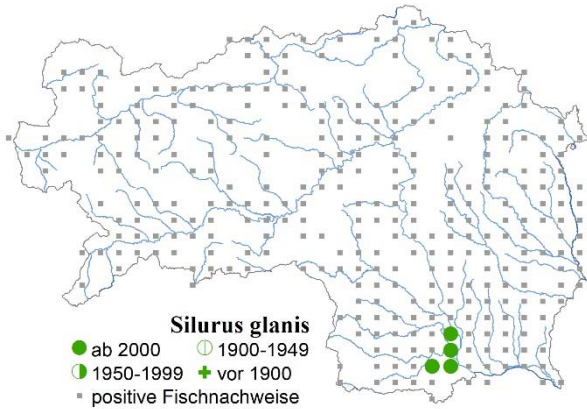 Silurus glanis
ab 2000 1900-1949
1950-1999 vor 1900
positive Fischnachweise